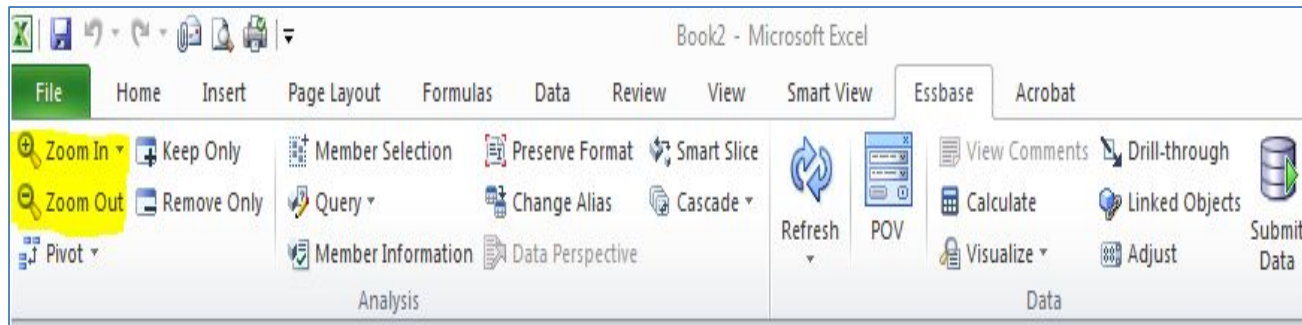 Book2 - Microsoft Excel
File Home Insert Page Layout Formulas Data Review View Smart View Essbase Acrobat
Zoom In Keep Only Member Selection Preserve Format Smart Slice View Comments Drill-through
Zoom Out Remove Only Query Change Alias Cascade Refresh POV Calculate Linked Objects Submit Data
Pivot Member Information Data Perspective Visualize Adjust
Analysis Data